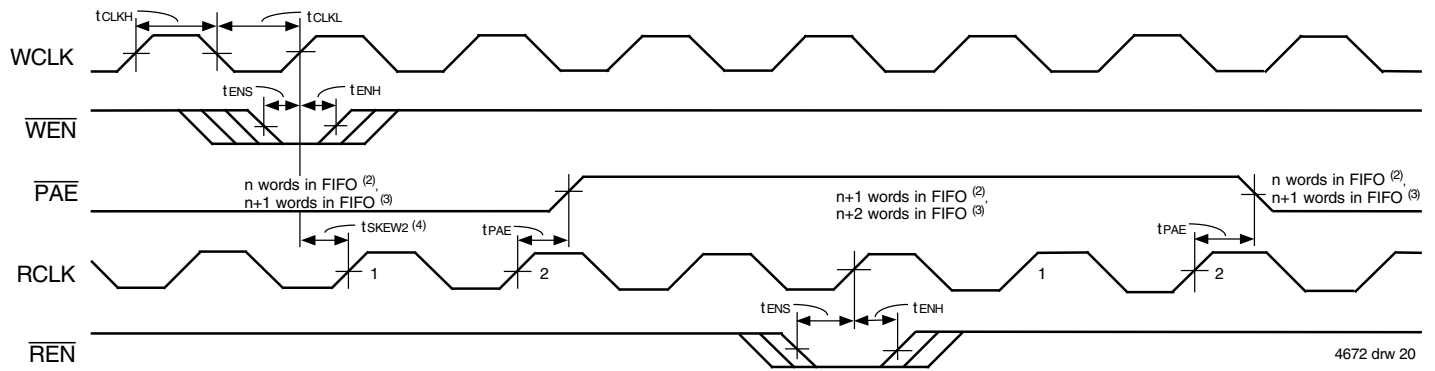 tCLKH
tCLKL
WCLK
tENS
tENH
WEN
n words in FIFO (2),
n+1 words in FIFO (3)
PAE
n+1 words in FIFO (2),
n+2 words in FIFO (3)
n words in FIFO (2),
n+1 words in FIFO (3)
tSKEW2 (4)
tPAE
tPAE
RCLK
1
2
1
2
tENS
tENH
REN
4672 drw 20